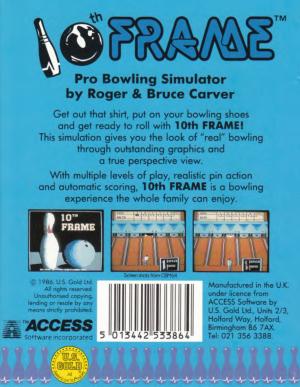 10th FRAME™
Pro Bowling Simulator
by Roger & Bruce Carver
Get out that shirt, put on your bowling shoes
and get ready to roll with 10th FRAME!
This simulation gives you the look of "real" bowling
through outstanding graphics and
a true perspective view.
With multiple levels of play, realistic pin action
and automatic scoring, 10th FRAME is a bowling
experience the whole family can enjoy.
10TH
FRAME
Screen shots from CBM64
© 1986. U.S. Gold Ltd.
All rights reserved.
Unauthorised copying,
lending or resale by any
means strictly prohibited.
™ACCESS
Software Incorporated
U.S.
GOLD
5 013442 533864
Manufactured in the U.K.
under licence from
ACCESS Software by
U.S. Gold Ltd., Units 2/3,
Holford Way, Holford,
Birmingham B6 7AX.
Tel: 021 356 3388.